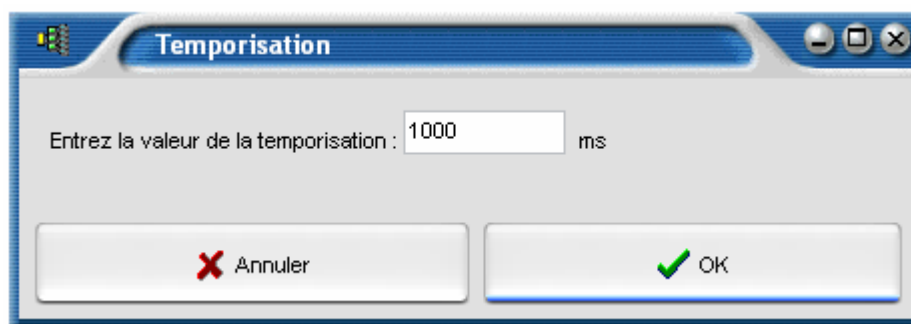 Temporisation
Entrez la valeur de la temporisation : 1000 ms
Annuler OK